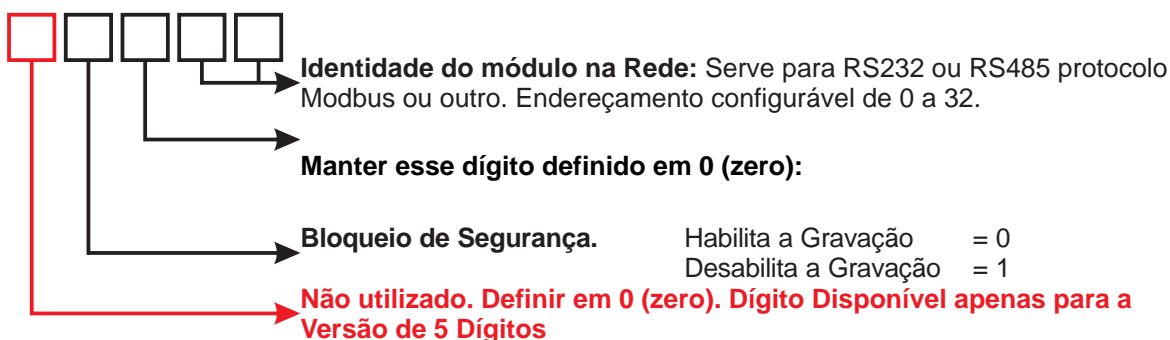 Identidade do módulo na Rede: Serve para RS232 ou RS485 protocolo
Modbus ou outro. Endereçamento configurável de 0 a 32.
Manter esse dígito definido em 0 (zero):
Bloqueio de Segurança. Habilita a Gravação = 0
Desabilita a Gravação = 1
Não utilizado. Definir em 0 (zero). Dígito Disponível apenas para a
Versão de 5 Dígitos